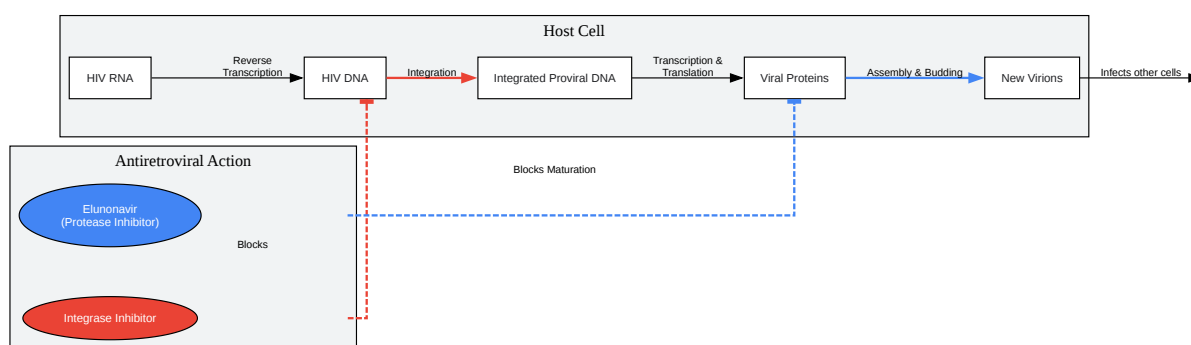 Host Cell
HIV RNA
Reverse
Transcription
HIV DNA
Integration
Integrated Proviral DNA
Transcription &
Translation
Viral Proteins
Assembly & Budding
New Virions
Infects other cells
Antiretroviral Action
Blocks Maturation
Elunonavir
(Protease Inhibitor)
Blocks
Integrase Inhibitor